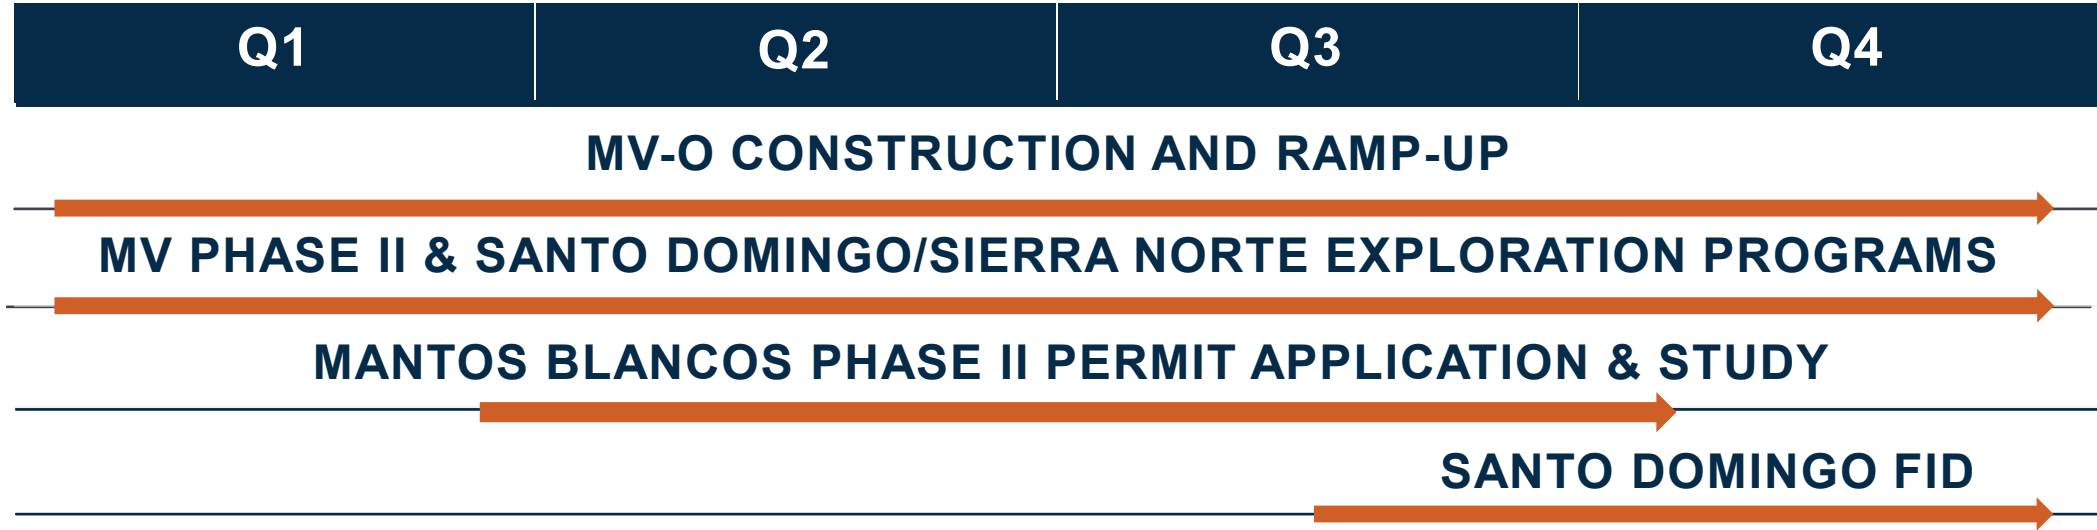 Q1 Q2 Q3 Q4
MV-O CONSTRUCTION AND RAMP-UP
MV PHASE II & SANTO DOMINGO/SIERRA NORTE EXPLORATION PROGRAMS
MANTOS BLANCOS PHASE II PERMIT APPLICATION & STUDY
SANTO DOMINGO FID